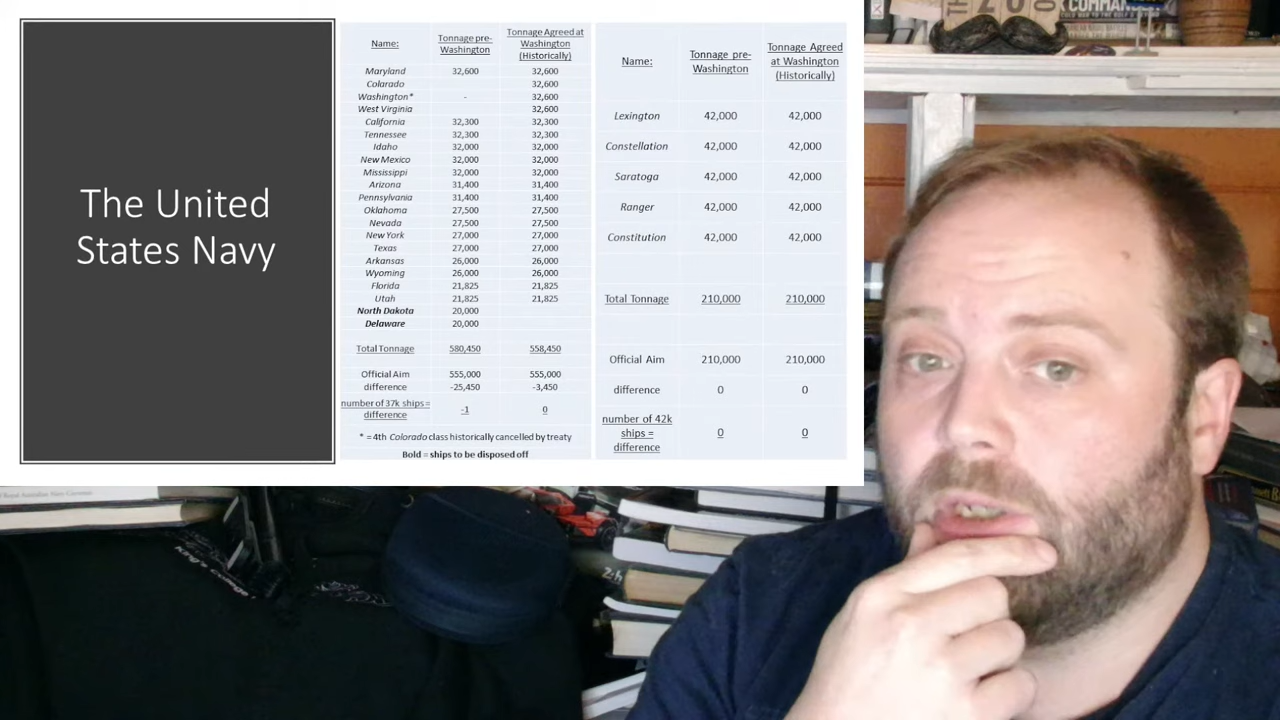 The United
States Navy
Name: Tonnage pre-Washington Tonnage Agreed at Washington (Historically)
Maryland 32,600 32,600
Colorado 32,600
Washington* - 32,600
West Virginia 32,600
California 32,300 32,300
Tennessee 32,300 32,300
Idaho 32,000 32,000
New Mexico 32,000 32,000
Mississippi 32,000 32,000
Arizona 31,400 31,400
Pennsylvania 31,400 31,400
Oklahoma 27,500 27,500
Nevada 27,500 27,500
New York 27,000 27,000
Texas 27,000 27,000
Arkansas 26,000 26,000
Wyoming 26,000 26,000
Florida 21,825 21,825
Utah 21,825 21,825
North Dakota 20,000
Delaware 20,000
Total Tonnage 580,450 558,450
Official Aim 555,000 555,000
difference -25,450 -3,450
number of 37k ships = difference -1 0
* = 4th Colorado class historically cancelled by treaty
Bold = ships to be disposed off
Name: Tonnage pre-Washington Tonnage Agreed at Washington (Historically)
Lexington 42,000 42,000
Constellation 42,000 42,000
Saratoga 42,000 42,000
Ranger 42,000 42,000
Constitution 42,000 42,000
Total Tonnage 210,000 210,000
Official Aim 210,000 210,000
difference 0 0
number of 42k ships = difference 0 0
COMMANDER
COLD WAR TO THE GULF &